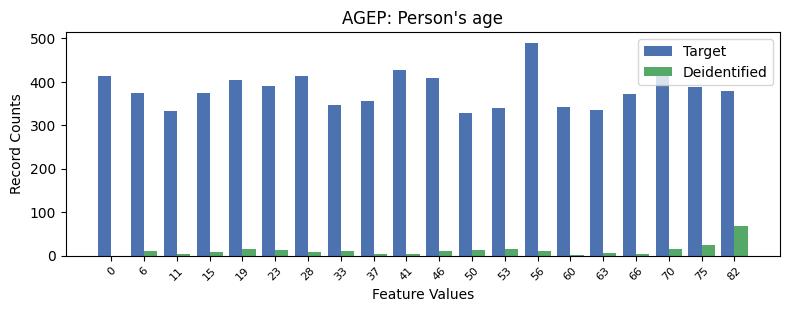 AGEP: Person's age
Target
Deidentified
Record Counts
500
400
300
200
100
0
0 6 11 15 19 23 28 33 37 41 46 50 53 56 60 63 66 70 75 82
Feature Values